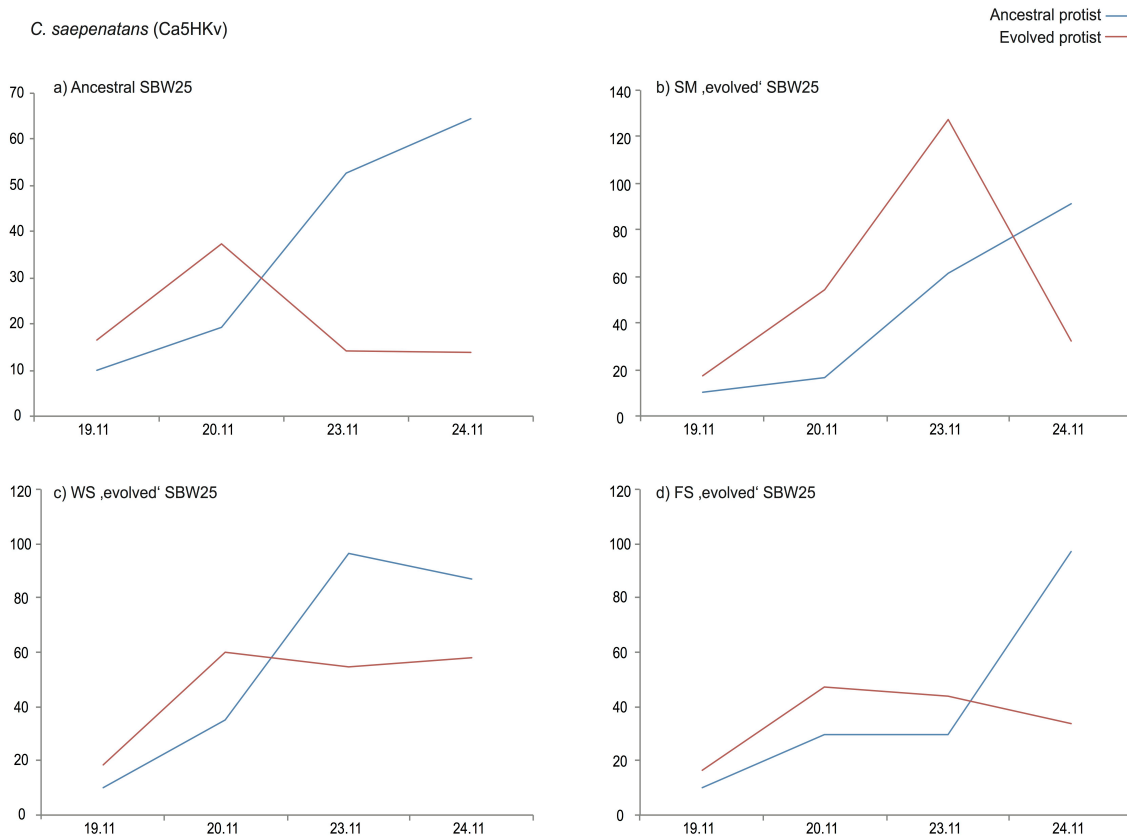 C. saepenatans (Ca5HKv)
Ancestral protist
Evolved protist
a) Ancestral SBW25
70
60
50
40
30
20
10
0
19.11 20.11 23.11 24.11
b) SM ‚evolved‘ SBW25
140
120
100
80
60
40
20
0
19.11 20.11 23.11 24.11
c) WS ‚evolved‘ SBW25
120
100
80
60
40
20
0
19.11 20.11 23.11 24.11
d) FS ‚evolved‘ SBW25
120
100
80
60
40
20
0
19.11 20.11 23.11 24.11